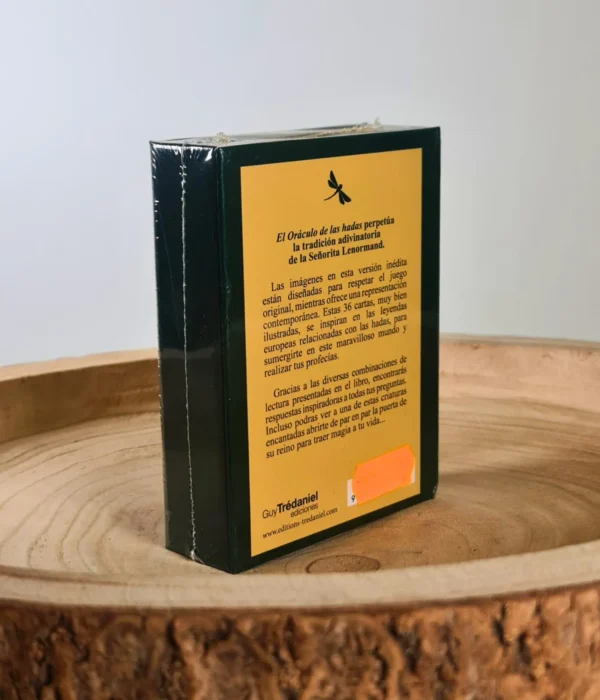 El Oráculo de las hadas perpetúa
la tradición adivinatoria
de la Señorita Lenormand.
Las imágenes en esta versión inédita
están diseñadas para respetar el juego
original, mientras ofrece una representación
contemporánea. Estas 36 cartas, muy bien
ilustradas, se inspiran en las leyendas
europeas relacionadas con las hadas, para
sumergirte en este maravilloso mundo y
realizar tus profecías.
Gracias a las diversas combinaciones de
lectura presentadas en el libro, encontrarás
respuestas inspiradoras a todas tus preguntas.
Incluso podras ver a una de estas criaturas
encantadas abrirte de par en par la puerta de
su reino para traer magia a tu vida...
9
Guy Trédaniel
ediciones
www.editions-tredaniel.com